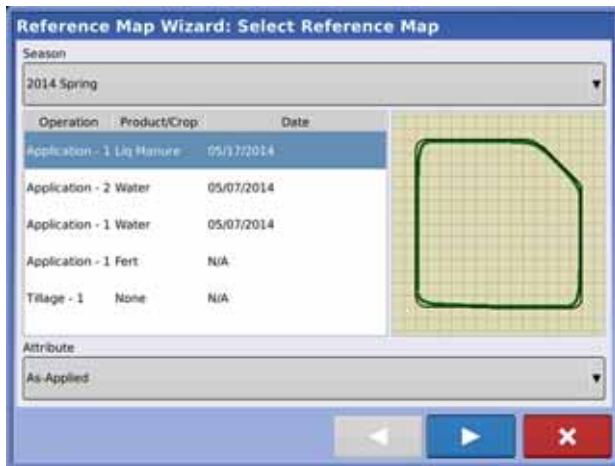 Reference Map Wizard: Select Reference Map
Season
2014 Spring
Operation Product/Crop Date
Application - 1 Liq Manure 05/17/2014
Application - 2 Water 05/07/2014
Application - 1 Water 05/07/2014
Application - 1 Fert N/A
Tillage - 1 None N/A
Attribute
As-Applied